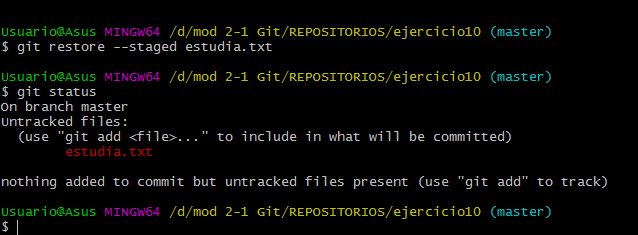 Usuario@Asus MINGW64 /d/mod 2-1 Git/REPOSITORIOS/ejercicio10 (master)
$ git restore --staged estudia.txt
Usuario@Asus MINGW64 /d/mod 2-1 Git/REPOSITORIOS/ejercicio10 (master)
$ git status
On branch master
Untracked files:
  (use "git add <file>..." to include in what will be committed)
        estudia.txt
nothing added to commit but untracked files present (use "git add" to track)
Usuario@Asus MINGW64 /d/mod 2-1 Git/REPOSITORIOS/ejercicio10 (master)
$